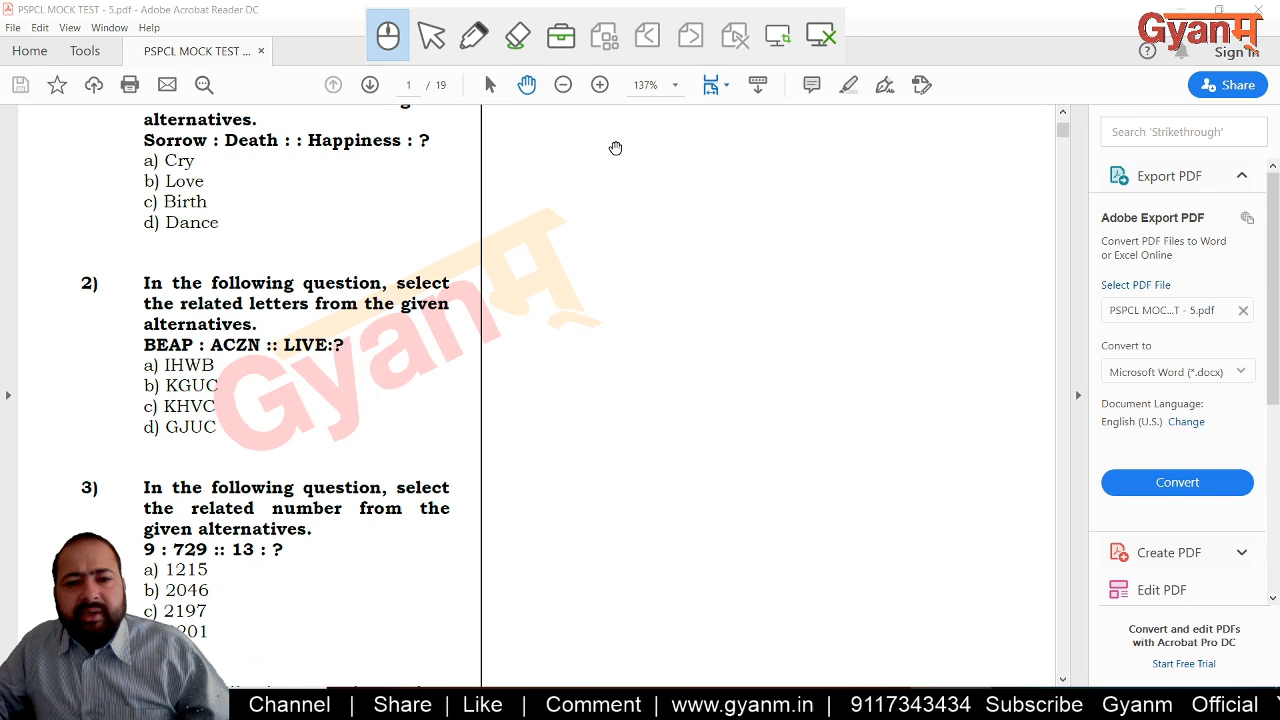 PSPCL MOCK TEST - 5.pdf - Adobe Acrobat Reader DC
File Edit View Window Help
Home Tools PSPCL MOCK TEST ... ×
Gyanम्
Sign In
1 / 19
137%
Share
alternatives.
Sorrow : Death : : Happiness : ?
a) Cry
b) Love
c) Birth
d) Dance
2) In the following question, select
the related letters from the given
alternatives.
BEAP : ACZN :: LIVE:?
a) IHWB
b) KGUC
c) KHVC
d) GJUC
3) In the following question, select
the related number from the
given alternatives.
9 : 729 :: 13 : ?
a) 1215
b) 2046
c) 2197
201
Gyanम्
Search 'Strikethrough'
Export PDF
Adobe Export PDF
Convert PDF Files to Word
or Excel Online
Select PDF File
PSPCL MOC...T - 5.pdf
Convert to
Microsoft Word (*.docx)
Document Language:
English (U.S.) Change
Convert
Create PDF
Edit PDF
Convert and edit PDFs
with Acrobat Pro DC
Start Free Trial
Channel | Share | Like | Comment | www.gyanm.in | 9117343434 Subscribe Gyanm Official